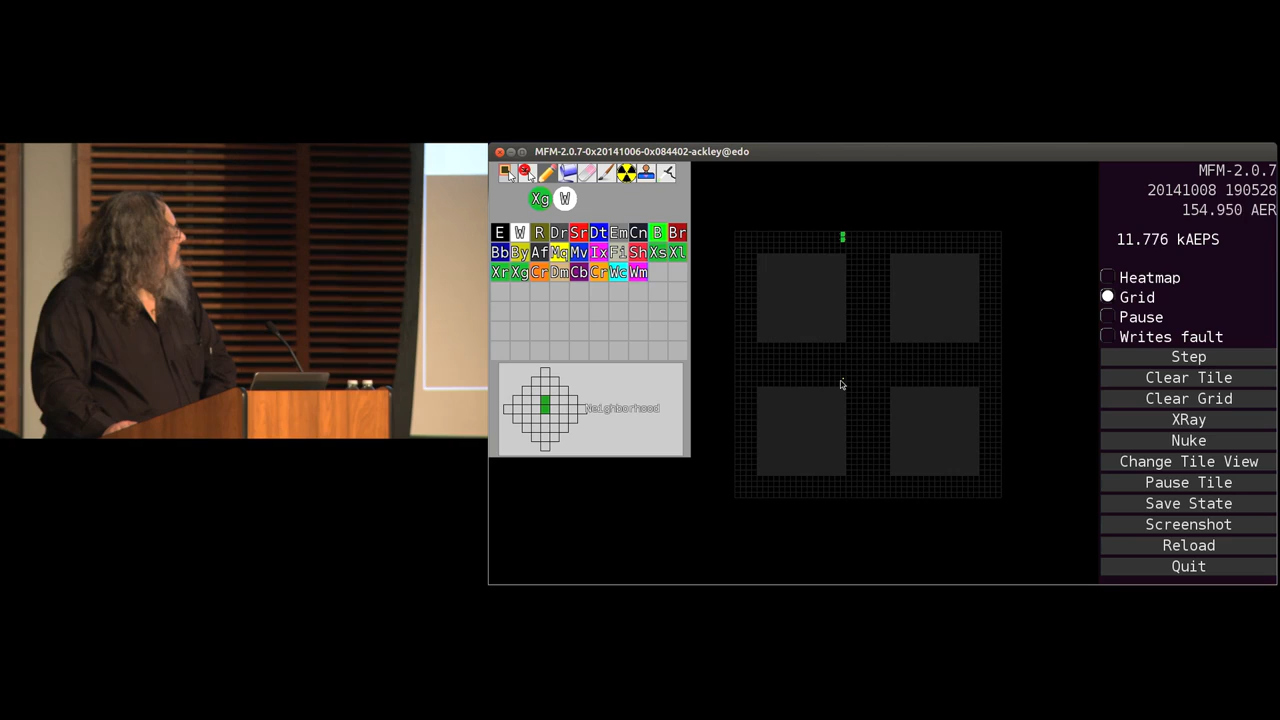 MFM-2.0.7-0x20141006-0x084402-ackley@edo
Xg W
E W R Dr Sr Dt Em Cn B Br
Bb By Af Mq Mv Ix Fi Sh Xs Xl
Xr Xg Cr Dm Cb Cr Wc Wm
Neighborhood
MFM-2.0.7
20141008 190528
154.950 AER
11.776 kAEPS
Heatmap
Grid
Pause
Writes fault
Step
Clear Tile
Clear Grid
XRay
Nuke
Change Tile View
Pause Tile
Save State
Screenshot
Reload
Quit